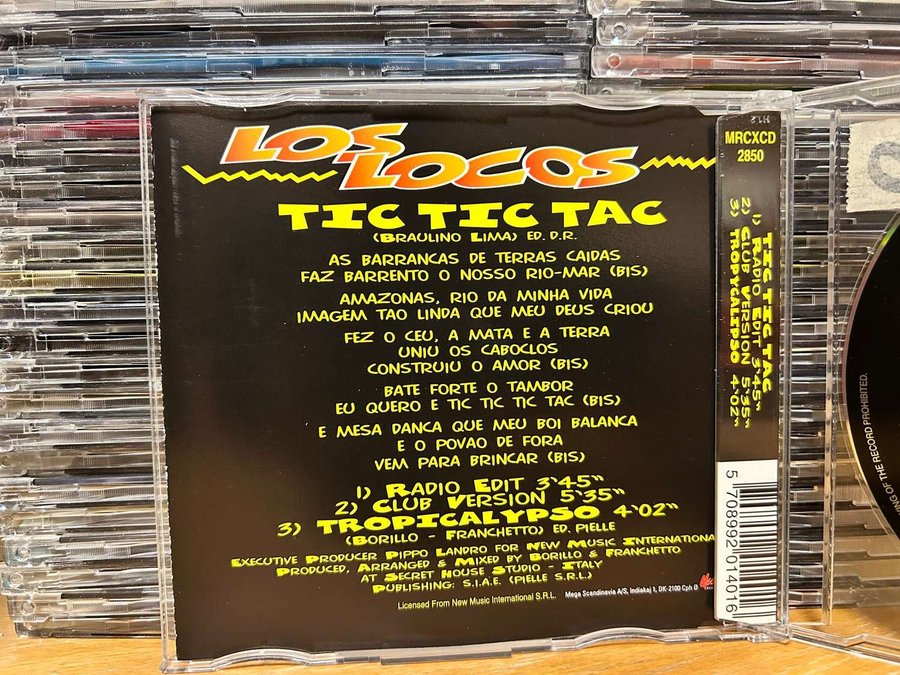 LOS
LOCOS
TIC TIC TAC
(BRAULINO LIMA) ED. D.R.
AS BARRANCAS DE TERRAS CAIDAS
FAZ BARRENTO O NOSSO RIO-MAR (BIS)
AMAZONAS, RIO DA MINHA VIDA
IMAGEM TAO LINDA QUE MEU DEUS CRIOU
FEZ O CEU, A MATA E A TERRA
UNIU OS CABOCLOS
CONSTRUIU O AMOR (BIS)
BATE FORTE O TAMBOR
EU QUERO E TIC TIC TIC TAC (BIS)
E MESA DANCA QUE MEU BOI BALANCA
E O POVAO DE FORA
VEM PARA BRINCAR (BIS)
1) RADIO EDIT 3'45"
2) CLUB VERSION 5'35"
3) TROPICALYPSO 4'02"
(BORILLO - FRANCHETTO) ED. PIELLE
EXECUTIVE PRODUCER PIPPO LANDRO FOR NEW MUSIC INTERNATIONA
PRODUCED, ARRANGED & MIXED BY BORILLO & FRANCHETTO
AT SECRET HOUSE STUDIO - ITALY
PUBLISHING: S.I.A.E. (PIELLE S.R.L.)
Licensed From New Music International S.R.L.
Mega Scandinavia A/S, Indiakaj 1, DK-2100 Cph Ø
H1.2
MRCXCD
2850
TIC TIC TAC
1) RADIO EDIT 3'45"
2) CLUB VERSION 5'35"
3) TROPYCALIPSO 4'02"
5 708992 014016
ING OF THE RECORD PROHIBITED.